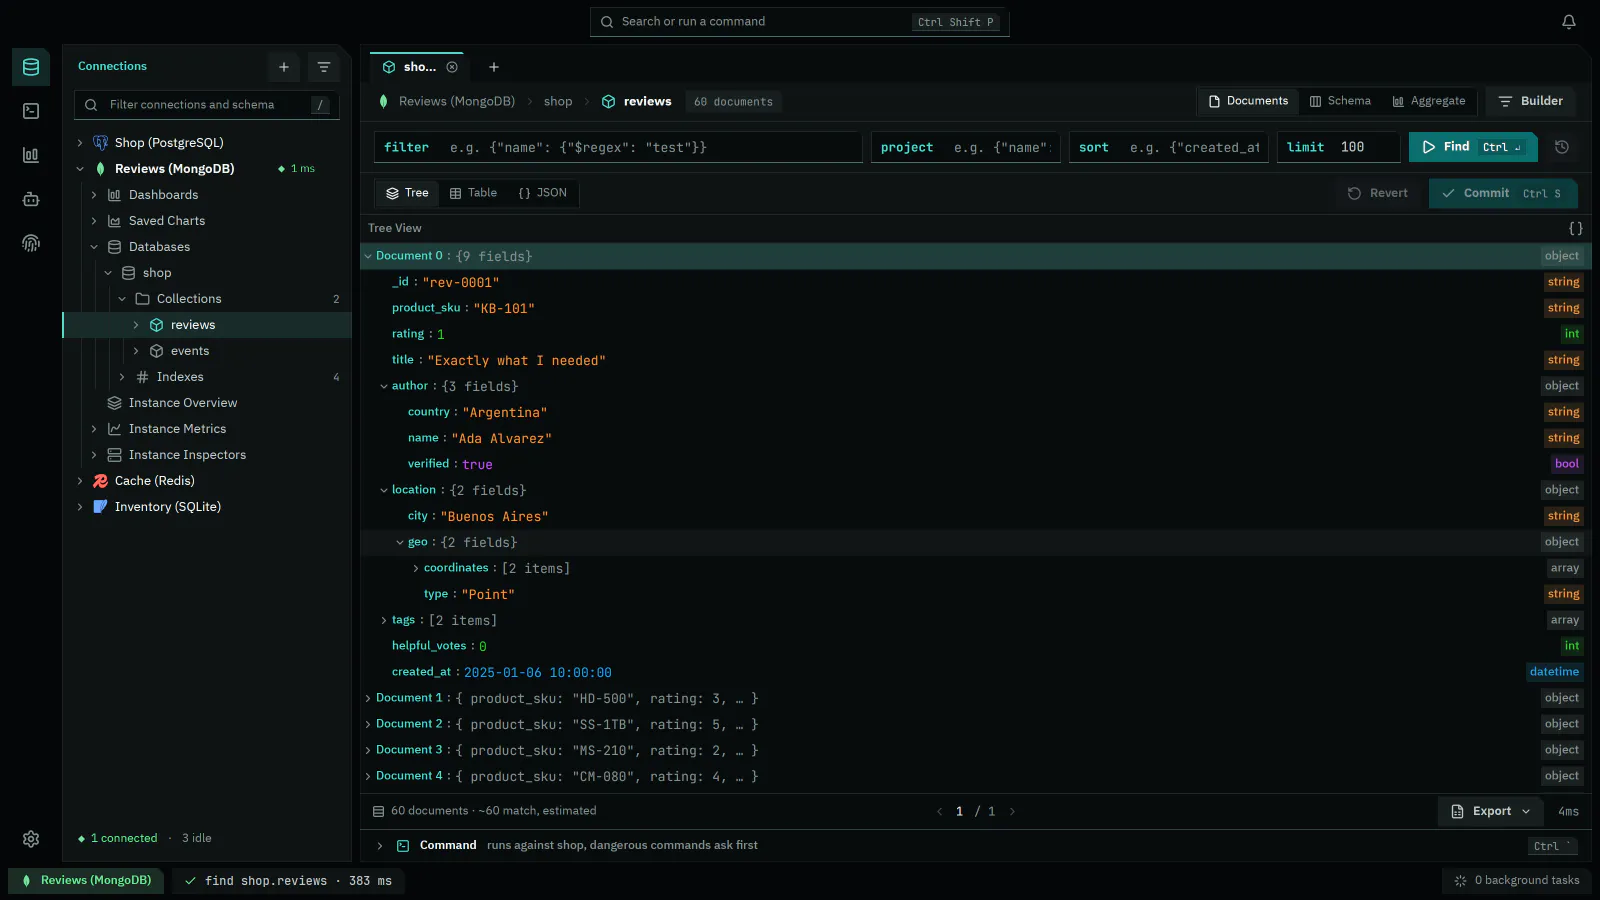 Search or run a command Ctrl Shift P
Connections
Filter connections and schema /
Shop (PostgreSQL)
Reviews (MongoDB) 1 ms
Dashboards
Saved Charts
Databases
shop
Collections 2
reviews
events
Indexes 4
Instance Overview
Instance Metrics
Instance Inspectors
Cache (Redis)
Inventory (SQLite)
1 connected · 3 idle
sho...
Reviews (MongoDB) shop reviews 60 documents
Documents Schema Aggregate Builder
filter e.g. {"name": {"$regex": "test"}}
project e.g. {"name":
sort e.g. {"created_at
limit 100
Find Ctrl ↵
Tree Table {} JSON
Revert Commit Ctrl S
Tree View {}
Document 0 : {9 fields} object
_id : "rev-0001" string
product_sku : "KB-101" string
rating : 1 int
title : "Exactly what I needed" string
author : {3 fields} object
country : "Argentina" string
name : "Ada Alvarez" string
verified : true bool
location : {2 fields} object
city : "Buenos Aires" string
geo : {2 fields} object
coordinates : [2 items] array
type : "Point" string
tags : [2 items] array
helpful_votes : 0 int
created_at : 2025-01-06 10:00:00 datetime
Document 1 : { product_sku: "HD-500", rating: 3, … } object
Document 2 : { product_sku: "SS-1TB", rating: 5, … } object
Document 3 : { product_sku: "MS-210", rating: 2, … } object
Document 4 : { product_sku: "CM-080", rating: 4, … } object
60 documents · ~60 match, estimated
1 / 1
Export 4ms
Command runs against shop, dangerous commands ask first Ctrl `
Reviews (MongoDB) find shop.reviews · 383 ms
0 background tasks